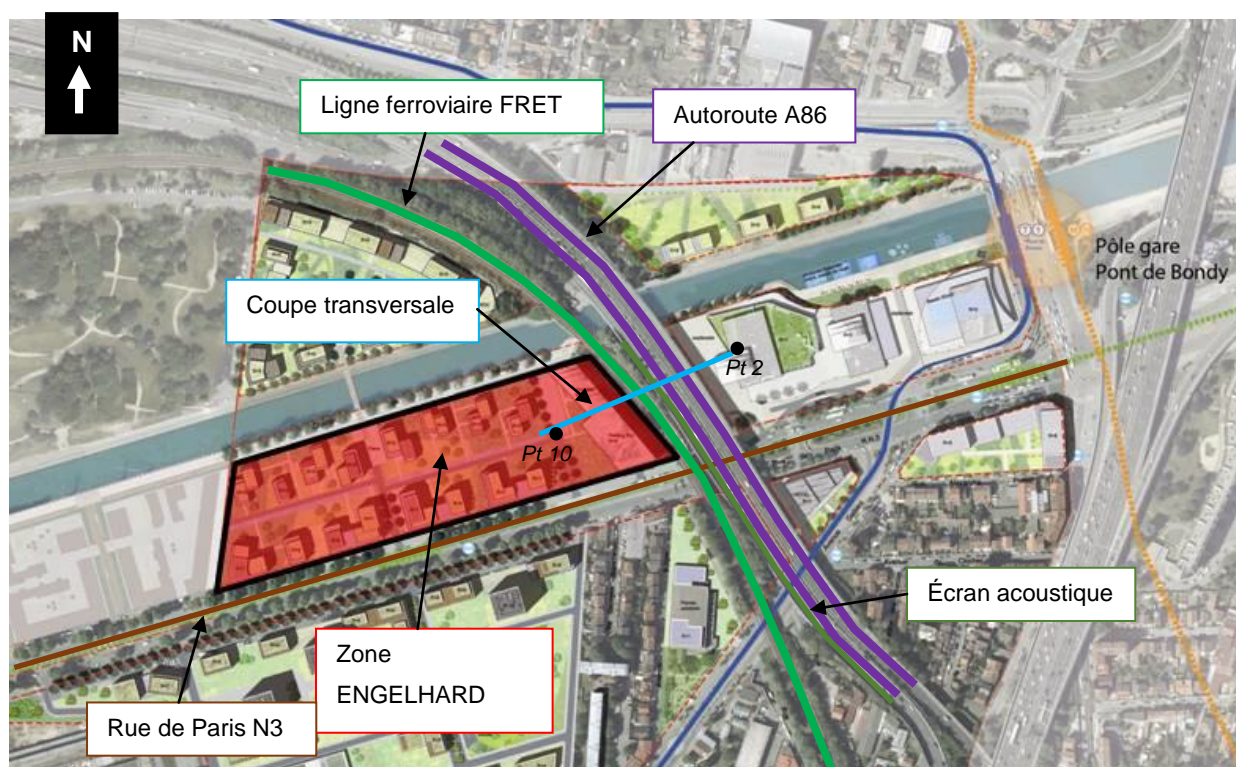 N
Ligne ferroviaire FRET
Autoroute A86
Pôle gare
Pont de Bondy
Coupe transversale
Pt 2
Pt 10
Écran acoustique
Zone
ENGELHARD
Rue de Paris N3